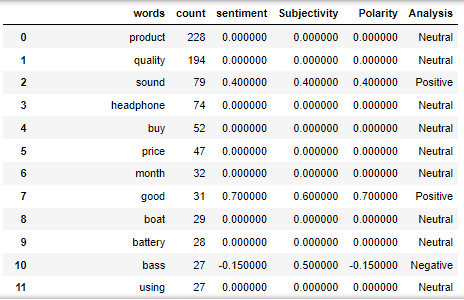 words count sentiment Subjectivity Polarity Analysis
0 product 228 0.000000 0.000000 0.000000 Neutral
1 quality 194 0.000000 0.000000 0.000000 Neutral
2 sound 79 0.400000 0.400000 0.400000 Positive
3 headphone 74 0.000000 0.000000 0.000000 Neutral
4 buy 52 0.000000 0.000000 0.000000 Neutral
5 price 47 0.000000 0.000000 0.000000 Neutral
6 month 32 0.000000 0.000000 0.000000 Neutral
7 good 31 0.700000 0.600000 0.700000 Positive
8 boat 29 0.000000 0.000000 0.000000 Neutral
9 battery 28 0.000000 0.000000 0.000000 Neutral
10 bass 27 -0.150000 0.500000 -0.150000 Negative
11 using 27 0.000000 0.000000 0.000000 Neutral